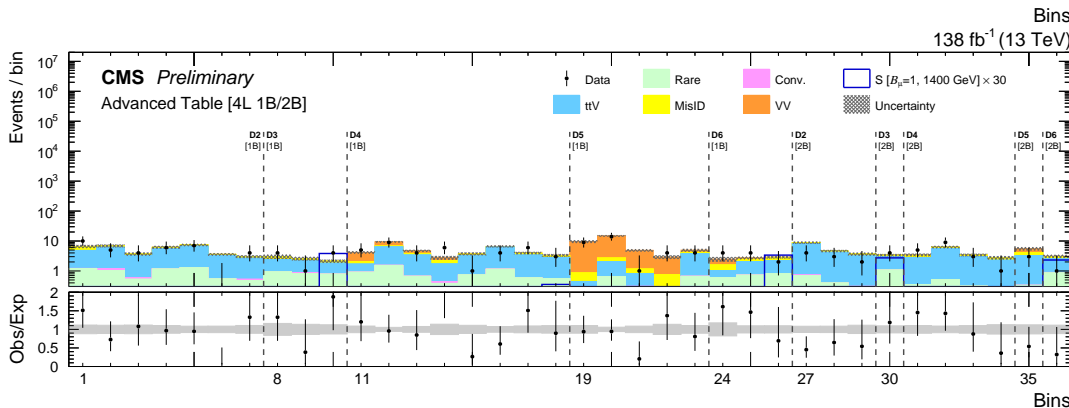 Bins
138 fb⁻¹ (13 TeV)
Events / bin
10⁷
10⁶
10⁵
10⁴
10³
10²
10
1
CMS Preliminary
Advanced Table [4L 1B/2B]
Data
Rare
Conv.
S [Bμ=1, 1400 GeV] × 30
ttV
MisID
VV
Uncertainty
D2 D3 D4 D5 D6 D2 D3 D4 D5 D6
[1B] [1B] [1B] [1B] [1B] [2B] [2B] [2B] [2B] [2B]
Obs/Exp
2
1.5
1
0.5
0
1 8 11 19 24 27 30 35
Bins